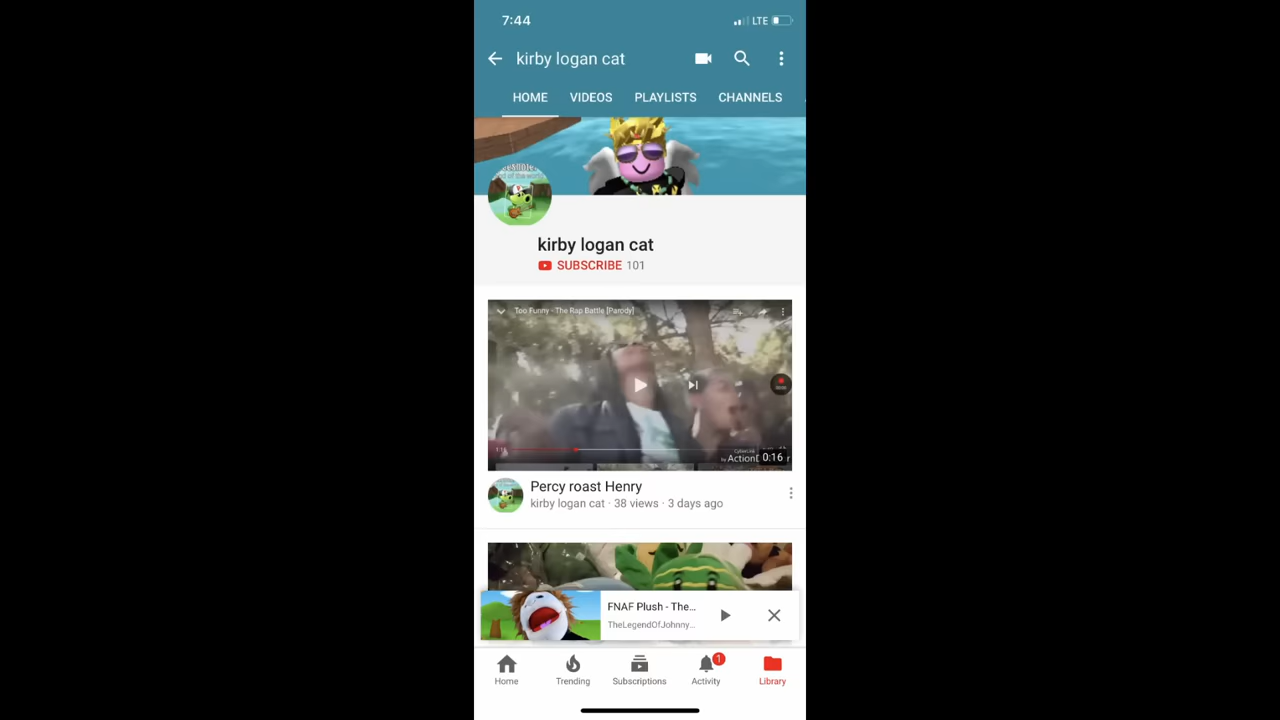 7:44
LTE
kirby logan cat
HOME VIDEOS PLAYLISTS CHANNELS
kirby logan cat
SUBSCRIBE 101
Too Funny - The Rap Battle [Parody]
1:16
0:16
Percy roast Henry
kirby logan cat · 38 views · 3 days ago
FNAF Plush - The...
TheLegendOfJohnny...
1
Home Trending Subscriptions Activity Library